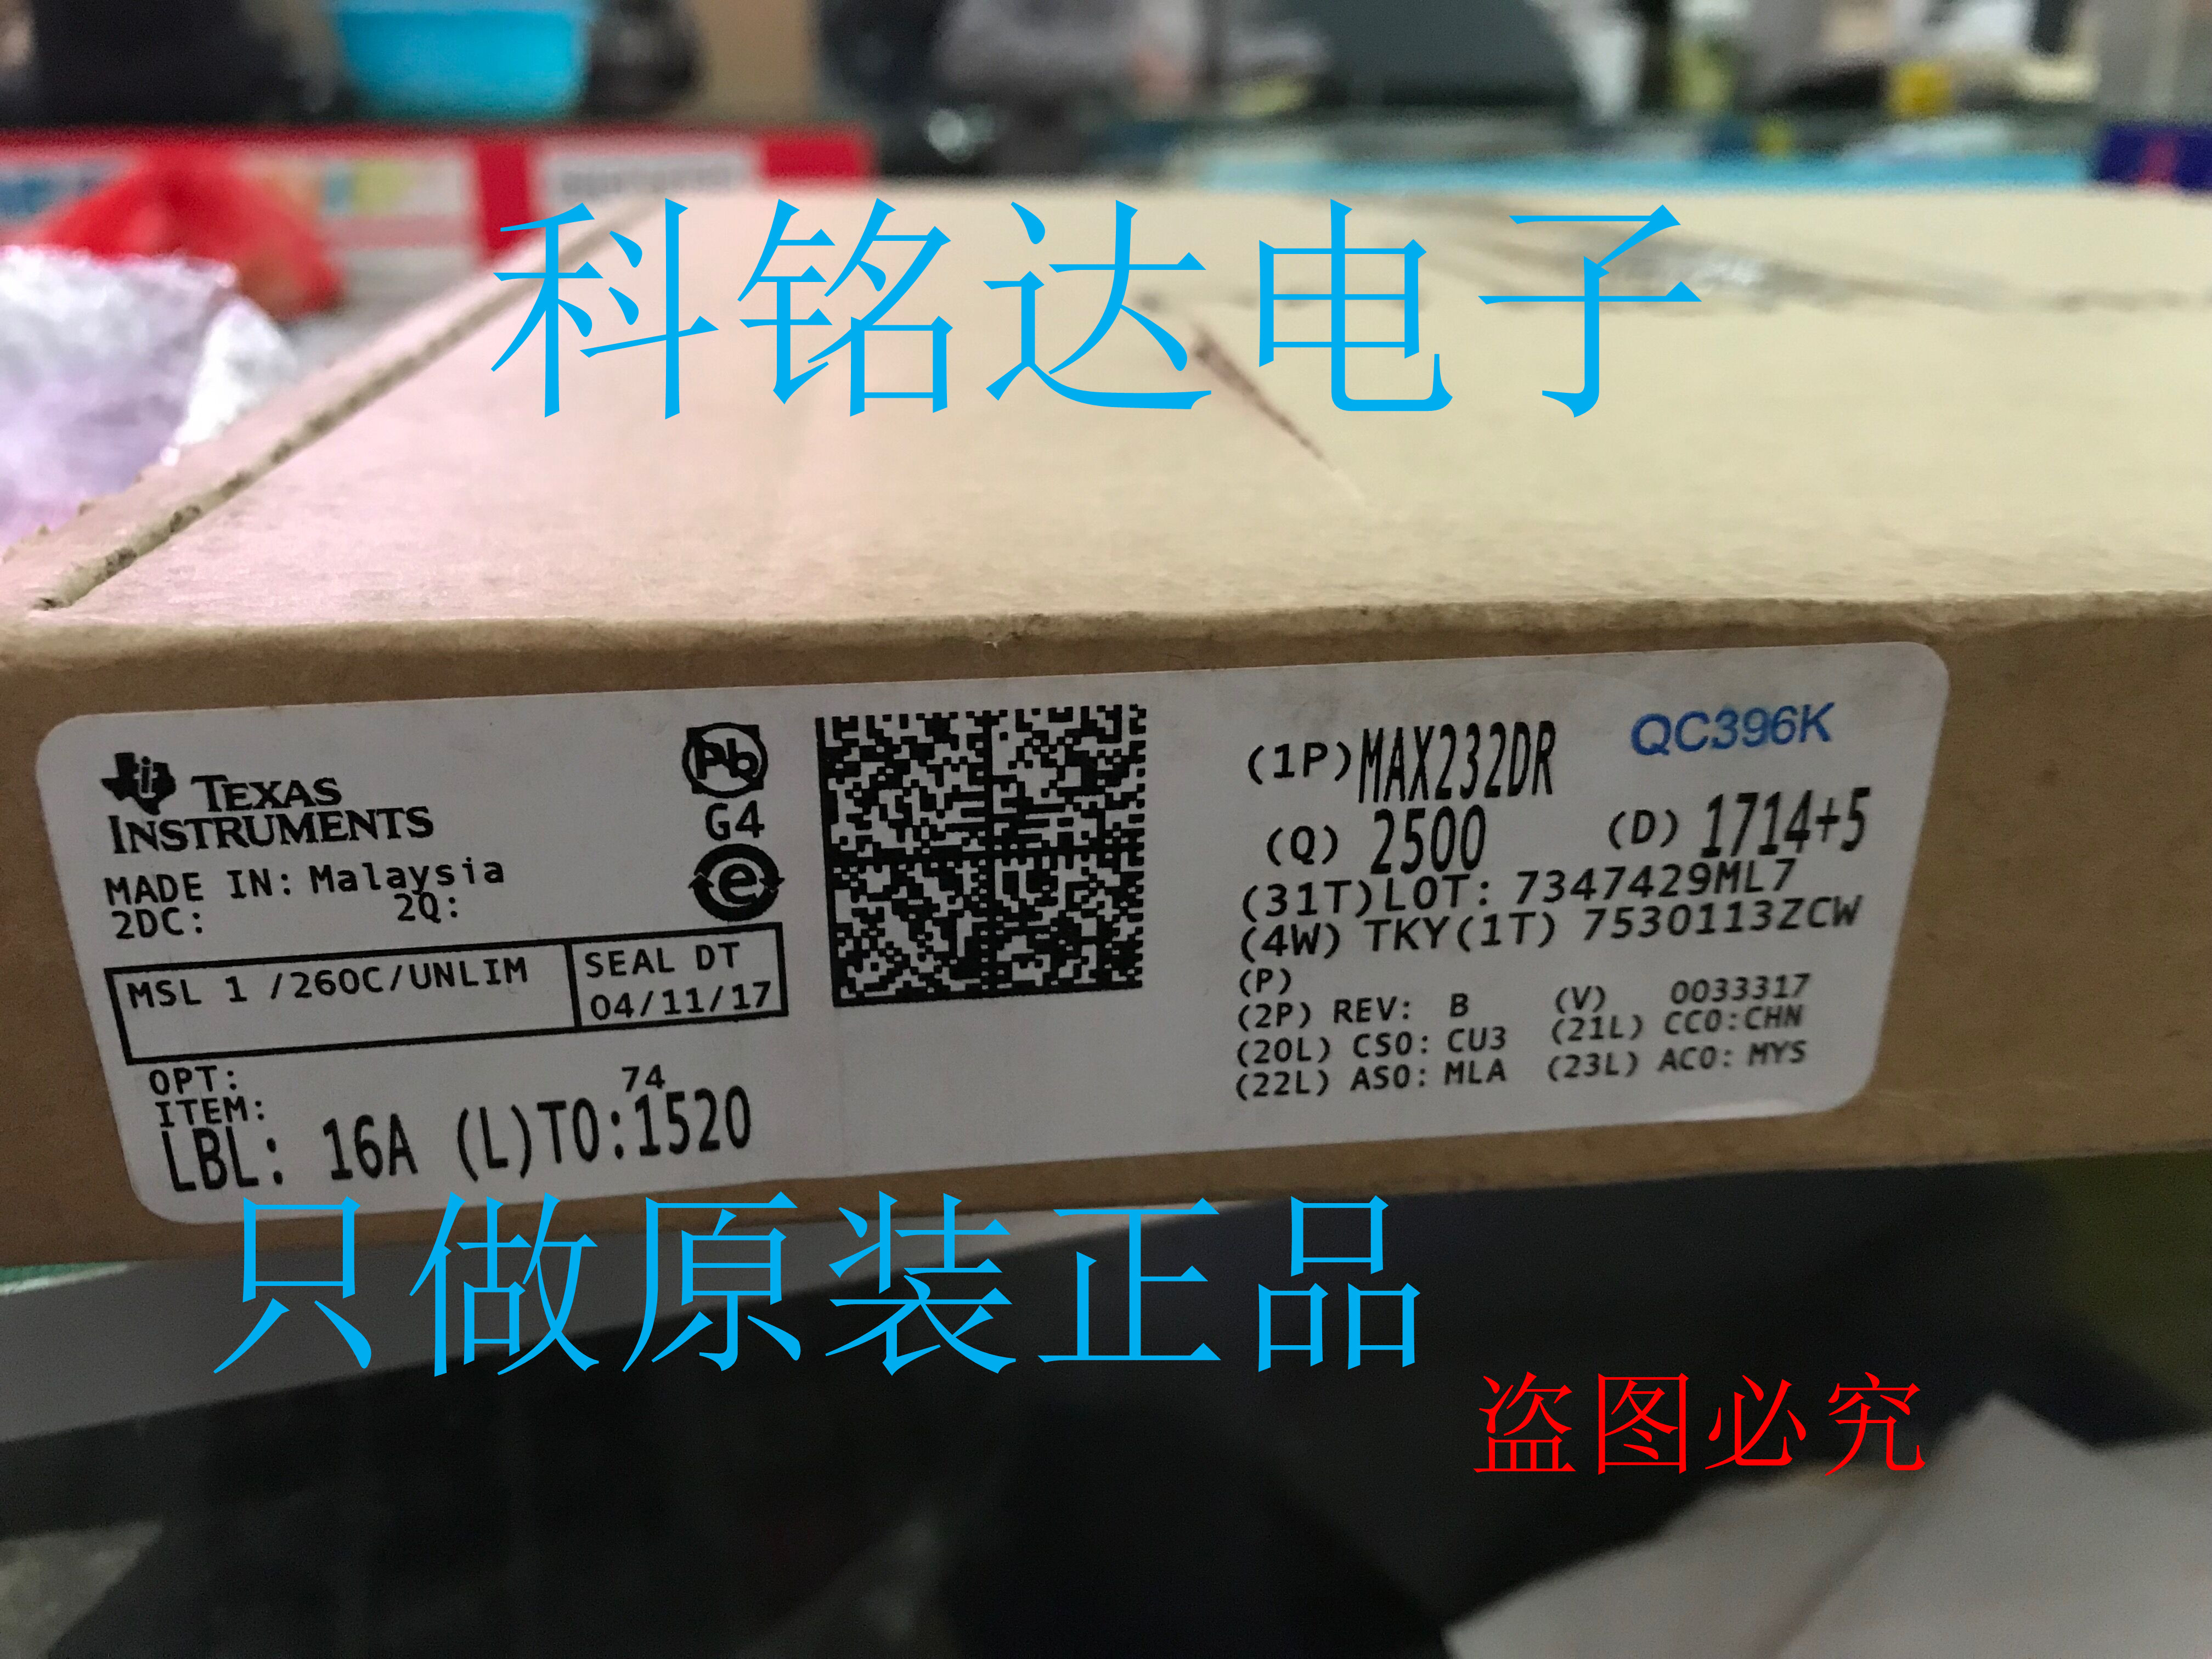 科铭达电子
TEXAS
INSTRUMENTS
MADE IN: Malaysia
2DC: 2Q:
Pb
G4
e
MSL 1 /260C/UNLIM
SEAL DT
04/11/17
OPT:
ITEM: 74
LBL: 16A (L)TO:1520
(1P)MAX232DR
QC396K
(Q) 2500 (D) 1714+5
(31T)LOT: 7347429ML7
(4W) TKY(1T) 7530113ZCW
(P)
(2P) REV: B (V) 0033317
(20L) CSO: CU3 (21L) CCO:CHN
(22L) ASO: MLA (23L) ACO: MYS
只做原装正品
盗图必究